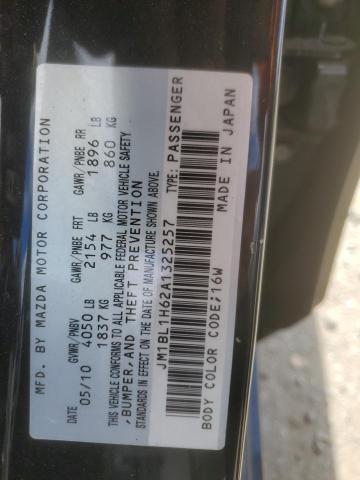 MFD. BY MAZDA MOTOR CORPORATION
DATE GVWR/PNBV GAWR/PNBE FRT GAWR/PNBE RR
05/10 4050 LB 2154 LB 1896 LB
1837 KG 977 KG 860 KG
THIS VEHICLE CONFORMS TO ALL APPLICABLE FEDERAL MOTOR VEHICLE SAFETY
,BUMPER,AND THEFT PREVENTION
STANDARDS IN EFFECT ON THE DATE OF MANUFACTURE SHOWN ABOVE.
JM1BL1H62A1325257 TYPE: PASSENGER
BODY COLOR CODE;16W MADE IN JAPAN